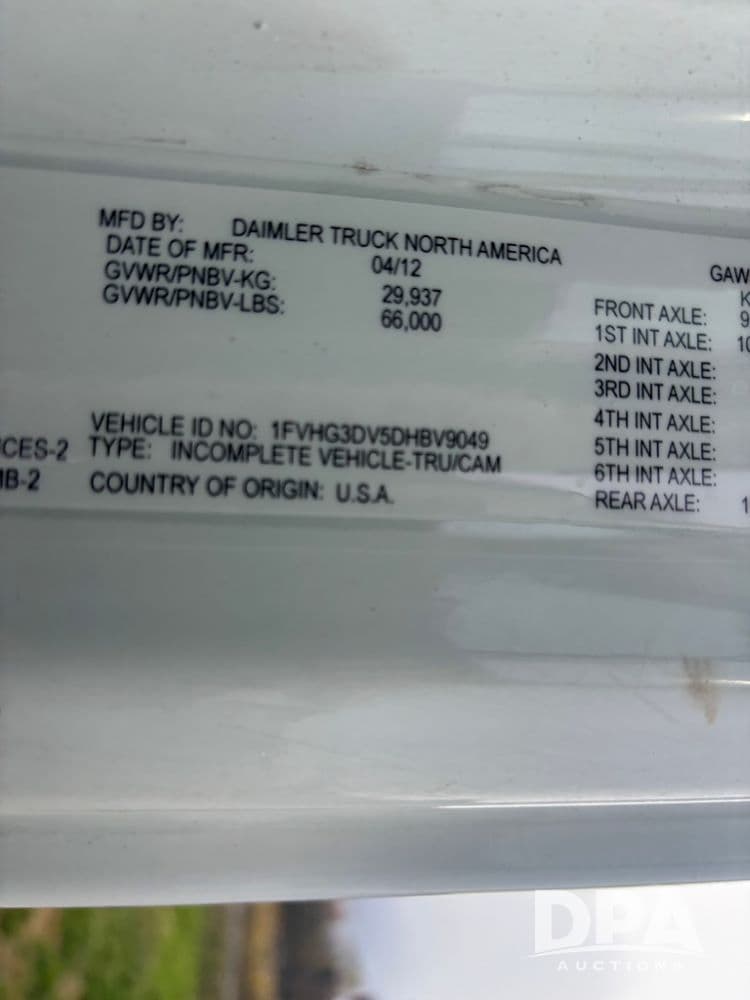 MFD BY: DAIMLER TRUCK NORTH AMERICA
DATE OF MFR: 04/12
GVWR/PNBV-KG: 29,937
GVWR/PNBV-LBS: 66,000
VEHICLE ID NO: 1FVHG3DV5DHBV9049
CES-2 TYPE: INCOMPLETE VEHICLE-TRU/CAM
B-2 COUNTRY OF ORIGIN: U.S.A.
GAW
K
FRONT AXLE: 9
1ST INT AXLE: 10
2ND INT AXLE:
3RD INT AXLE:
4TH INT AXLE:
5TH INT AXLE:
6TH INT AXLE:
REAR AXLE: 1
DPA
AUCTIONS